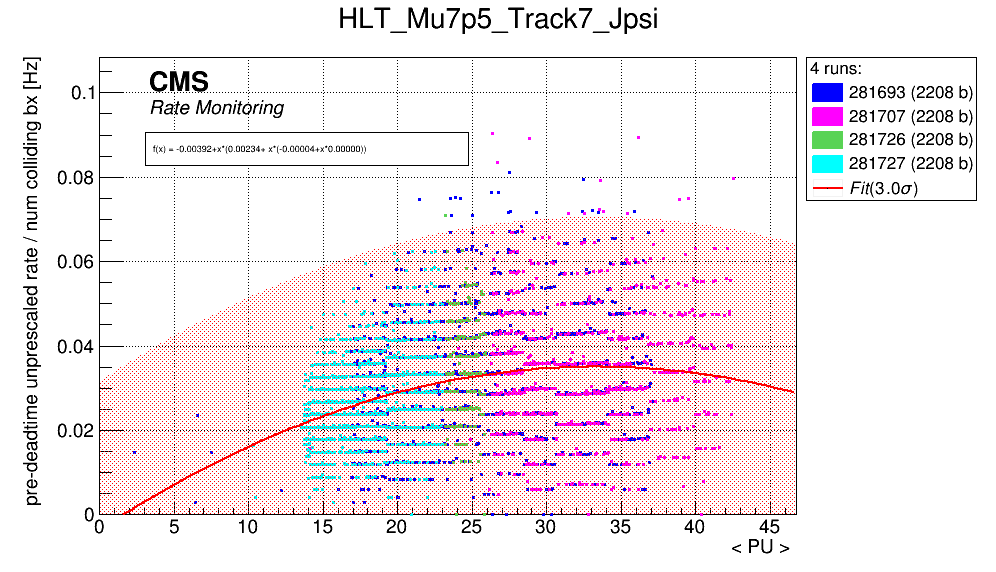 HLT_Mu7p5_Track7_Jpsi
pre-deadtime unprescaled rate / num colliding bx [Hz]
0.1
0.08
0.06
0.04
0.02
0
CMS
Rate Monitoring
f(x) = -0.00392+x*(0.00234+ x*(-0.00004+x*0.00000))
0 5 10 15 20 25 30 35 40 45
< PU >
4 runs:
281693 (2208 b)
281707 (2208 b)
281726 (2208 b)
281727 (2208 b)
Fit(3.0σ)